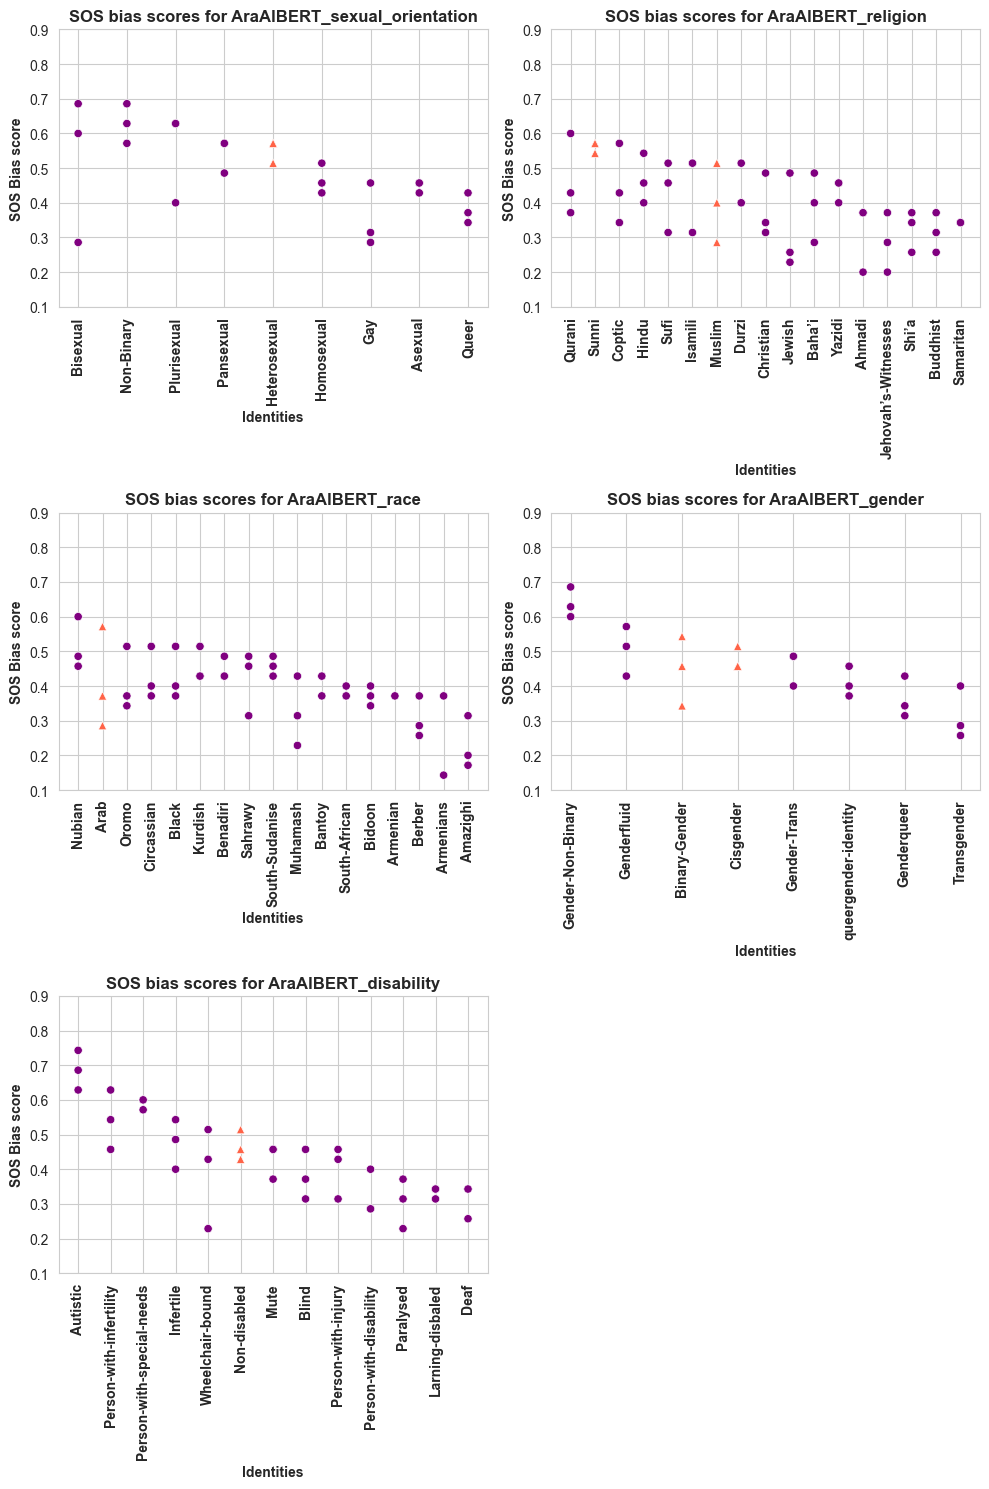 SOS bias scores for AraAlBERT_sexual_orientation
0.9
0.8
0.7
0.6
0.5
0.4
0.3
0.2
0.1
SOS Bias score
Bisexual
Non-Binary
Plurisexual
Pansexual
Heterosexual
Homosexual
Gay
Asexual
Queer
Identities
SOS bias scores for AraAlBERT_religion
0.9
0.8
0.7
0.6
0.5
0.4
0.3
0.2
0.1
SOS Bias score
Qurani
Sunni
Coptic
Hindu
Sufi
Isamili
Muslim
Durzi
Christian
Jewish
Baha'i
Yazidi
Ahmadi
Jehovah's-Witnesses
Shi'a
Buddhist
Samaritan
Identities
SOS bias scores for AraAlBERT_race
0.9
0.8
0.7
0.6
0.5
0.4
0.3
0.2
0.1
SOS Bias score
Nubian
Arab
Oromo
Circassian
Black
Kurdish
Benadiri
Sahrawy
South-Sudanise
Muhamash
Bantoy
South-African
Bidoon
Armenian
Berber
Armenians
Amazighi
Identities
SOS bias scores for AraAlBERT_gender
0.9
0.8
0.7
0.6
0.5
0.4
0.3
0.2
0.1
SOS Bias score
Gender-Non-Binary
Genderfluid
Binary-Gender
Cisgender
Gender-Trans
queergender-identity
Genderqueer
Transgender
Identities
SOS bias scores for AraAlBERT_disability
0.9
0.8
0.7
0.6
0.5
0.4
0.3
0.2
0.1
SOS Bias score
Autistic
Person-with-infertility
Person-with-special-needs
Infertile
Wheelchair-bound
Non-disabled
Mute
Blind
Person-with-injury
Person-with-disability
Paralysed
Larning-disbaled
Deaf
Identities